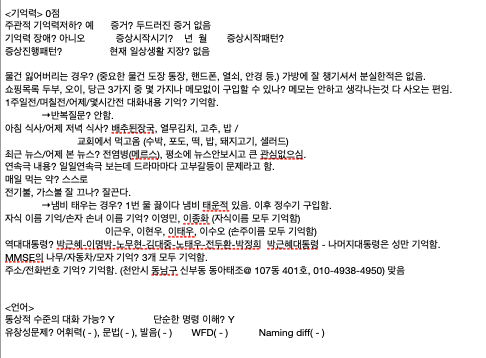 <기억력> 0점
주관적 기억력저하? 예 증거? 두드러진 증거 없음
기억력 장애? 아니오 증상시작시기? 년 월 증상시작패턴?
증상진행패턴? 현재 일상생활 지장? 없음
물건 잃어버리는 경우? (중요한 물건 도장 통장, 핸드폰, 열쇠, 안경 등.) 가방에 잘 챙기셔서 분실한적은 없음.
쇼핑목록 두부, 오이, 당근 3가지 중 몇 가지나 메모없이 구입할 수 있나? 메모는 안하고 생각나는것 다 사오는 편임.
1주일전/며칠전/어제/몇시간전 대화내용 기억? 기억함.
→반복질문? 안함.
아침 식사/어제 저녁 식사? 배추된장국, 열무김치, 고추, 밥 /
교회에서 먹고옴 (수박, 포도, 떡, 밥, 돼지고기, 샐러드)
최근 뉴스/어제 본 뉴스? 전염병(메르스), 평소에 뉴스안보시고 큰 관심없으심.
연속극 내용? 일일연속극 보는데 드라마마다 고부갈등이 문제라고 함.
매일 먹는 약? 스스로
전기불, 가스불 잘 끄나? 잘끈다.
→냄비 태우는 경우? 1번 물 끓이다 냄비 태운적 있음. 이후 정수기 구입함.
자식 이름 기억/손자 손녀 이름 기억? 이영민, 이종화 (자식이름 모두 기억함)
이근우, 이현우, 이태우, 이수오 (손주이름 모두 기억함)
역대대통령? 박근혜-이명박-노무현-김대중-노태우-전두환-박정희 박근혜대통령 - 나머지대통령은 성만 기억함.
MMSE의 나무/자동차/모자 기억? 3개 모두 기억함.
주소/전화번호 기억? 기억함. (천안시 동남구 신부동 동아태조@ 107동 401호, 010-4938-4950) 맞음
<언어>
통상적 수준의 대화 가능? Y 단순한 명령 이해? Y
유창성문제? 어휘력( - ), 문법( - ), 발음( - ) WFD( - ) Naming diff( - )